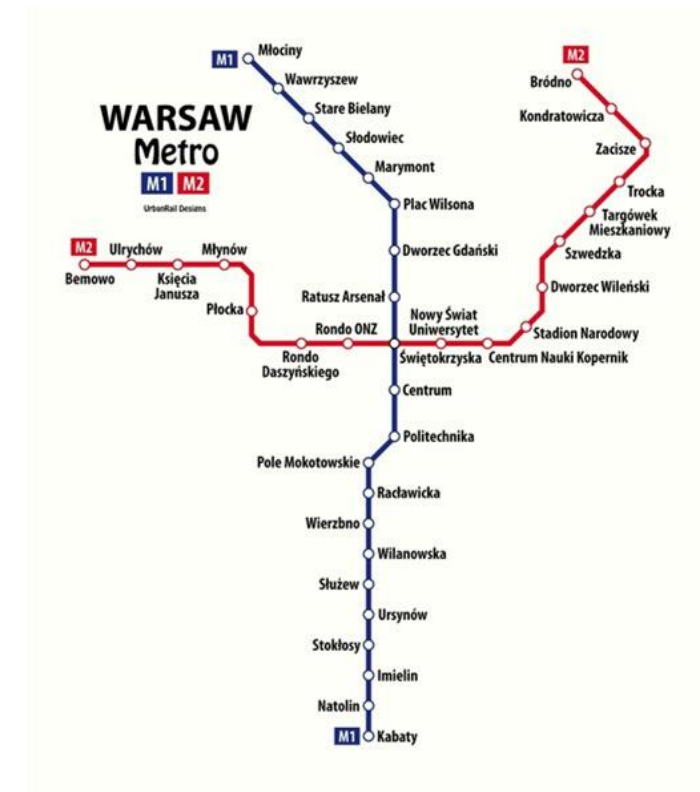 WARSAW
Metro
M1 M2
UrbanRail Designs
M1
Młociny
Wawrzyszew
Stare Bielany
Słodowiec
Marymont
Plac Wilsona
Dworzec Gdański
Ratusz Arsenał
Świętokrzyska
Centrum
Politechnika
Pole Mokotowskie
Racławicka
Wierzbno
Wilanowska
Służew
Ursynów
Stokłosy
Imielin
Natolin
M1
Kabaty
M2
Bemowo
Ulrychów
Księcia
Janusza
Młynów
Płocka
Rondo
Daszyńskiego
Rondo ONZ
Nowy Świat
Uniwersytet
Centrum Nauki Kopernik
Stadion Narodowy
Dworzec Wileński
Szwedzka
Targówek
Mieszkaniowy
Trocka
Zacisze
Kondratowicza
Bródno
M2